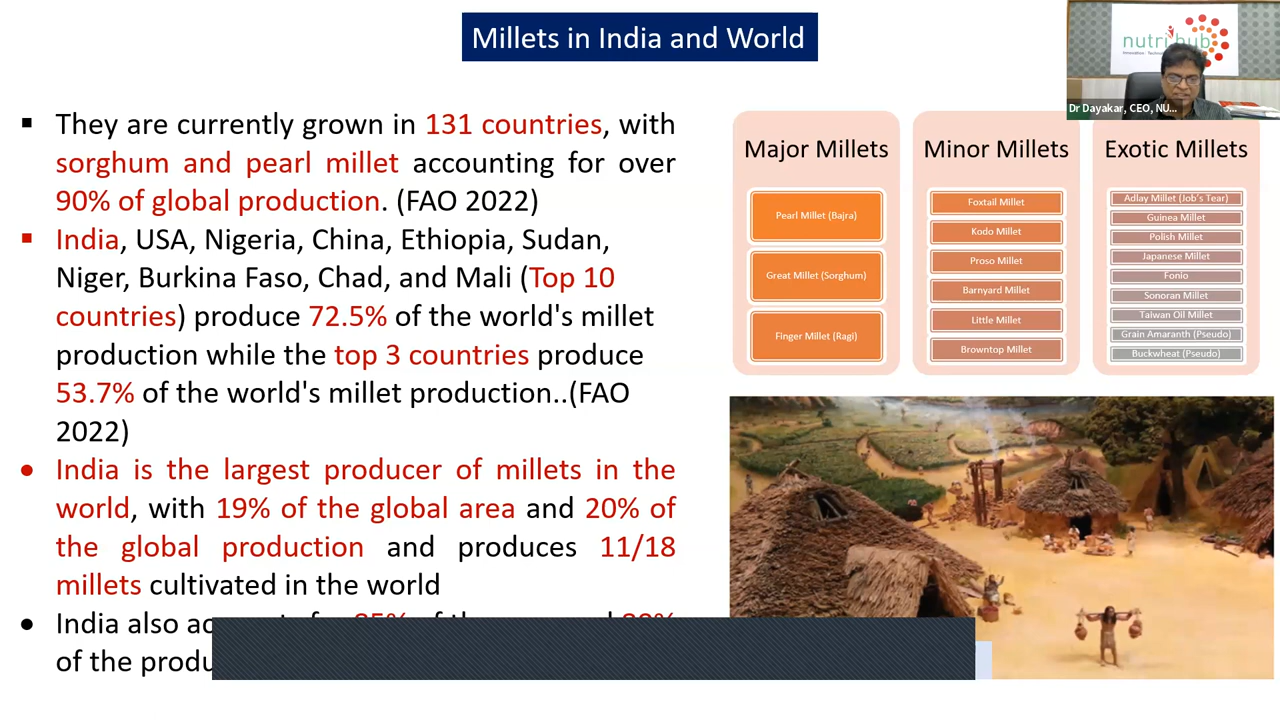 Millets in India and World
nutrihub
Dr Dayakar, CEO, NU...
They are currently grown in 131 countries, with
sorghum and pearl millet accounting for over
90% of global production. (FAO 2022)
India, USA, Nigeria, China, Ethiopia, Sudan,
Niger, Burkina Faso, Chad, and Mali (Top 10
countries) produce 72.5% of the world's millet
production while the top 3 countries produce
53.7% of the world's millet production..(FAO
2022)
India is the largest producer of millets in the
world, with 19% of the global area and 20% of
the global production and produces 11/18
millets cultivated in the world
India also
of the
Major Millets
Pearl Millet (Bajra)
Great Millet (Sorghum)
Finger Millet (Ragi)
Minor Millets
Foxtail Millet
Kodo Millet
Proso Millet
Barnyard Millet
Little Millet
Browntop Millet
Exotic Millets
Adlay Millet (Job's Tear)
Guinea Millet
Polish Millet
Japanese Millet
Fonio
Sonoran Millet
Taiwan Oil Millet
Grain Amaranth (Pseudo)
Buckwheat (Pseudo)